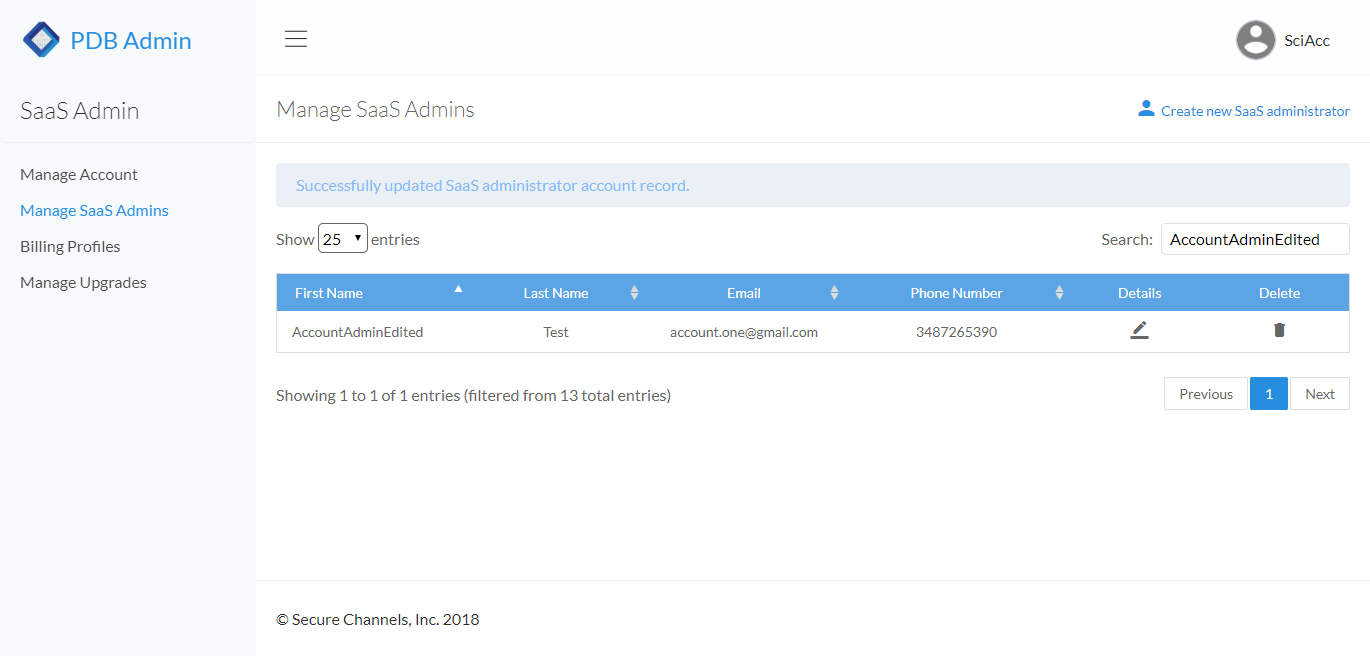 PDB Admin
SciAcc
SaaS Admin
Manage SaaS Admins
Create new SaaS administrator
Manage Account
Manage SaaS Admins
Billing Profiles
Manage Upgrades
Successfully updated SaaS administrator account record.
Show 25 entries
Search: AccountAdminEdited
First Name Last Name Email Phone Number Details Delete
AccountAdminEdited Test account.one@gmail.com 3487265390
Showing 1 to 1 of 1 entries (filtered from 13 total entries)
Previous 1 Next
© Secure Channels, Inc. 2018